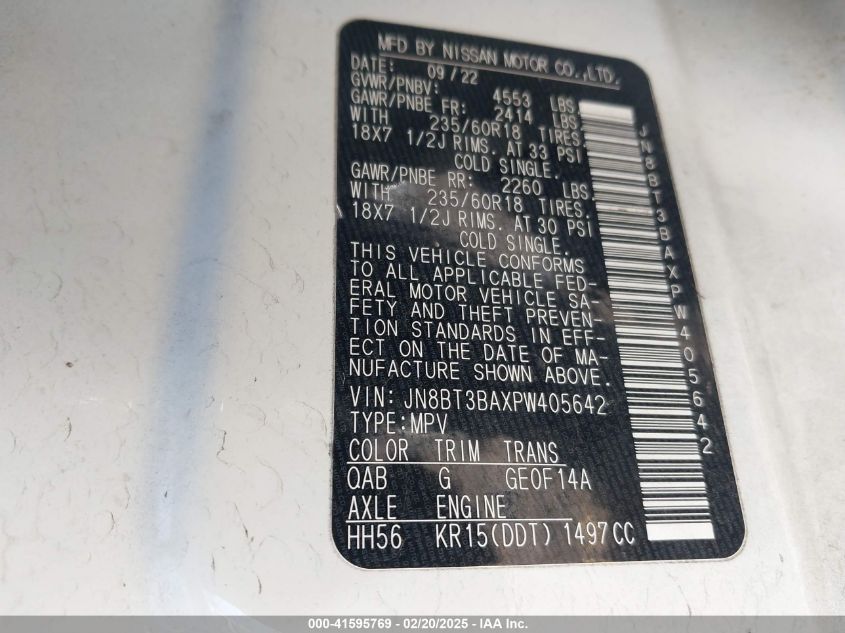 MFD BY NISSAN MOTOR CO.,LTD.
DATE: 09/22
GVWR/PNBV: 4553 LBS.
GAWR/PNBE FR: 2414 LBS.
WITH 235/60R18 TIRES.
18X7 1/2J RIMS. AT 33 PSI
COLD SINGLE.
GAWR/PNBE RR: 2260 LBS.
WITH 235/60R18 TIRES.
18X7 1/2J RIMS. AT 30 PSI
COLD SINGLE.
THIS VEHICLE CONFORMS
TO ALL APPLICABLE FED-
ERAL MOTOR VEHICLE SA-
FETY AND THEFT PREVEN-
TION STANDARDS IN EFF-
ECT ON THE DATE OF MA-
NUFACTURE SHOWN ABOVE.
VIN: JN8BT3BAXPW405642
TYPE:MPV
COLOR TRIM TRANS
QAB G GE0F14A
AXLE ENGINE
HH56 KR15(DDT) 1497CC
JN8BT3BAXPW405642
000-41595769 - 02/20/2025 - IAA Inc.